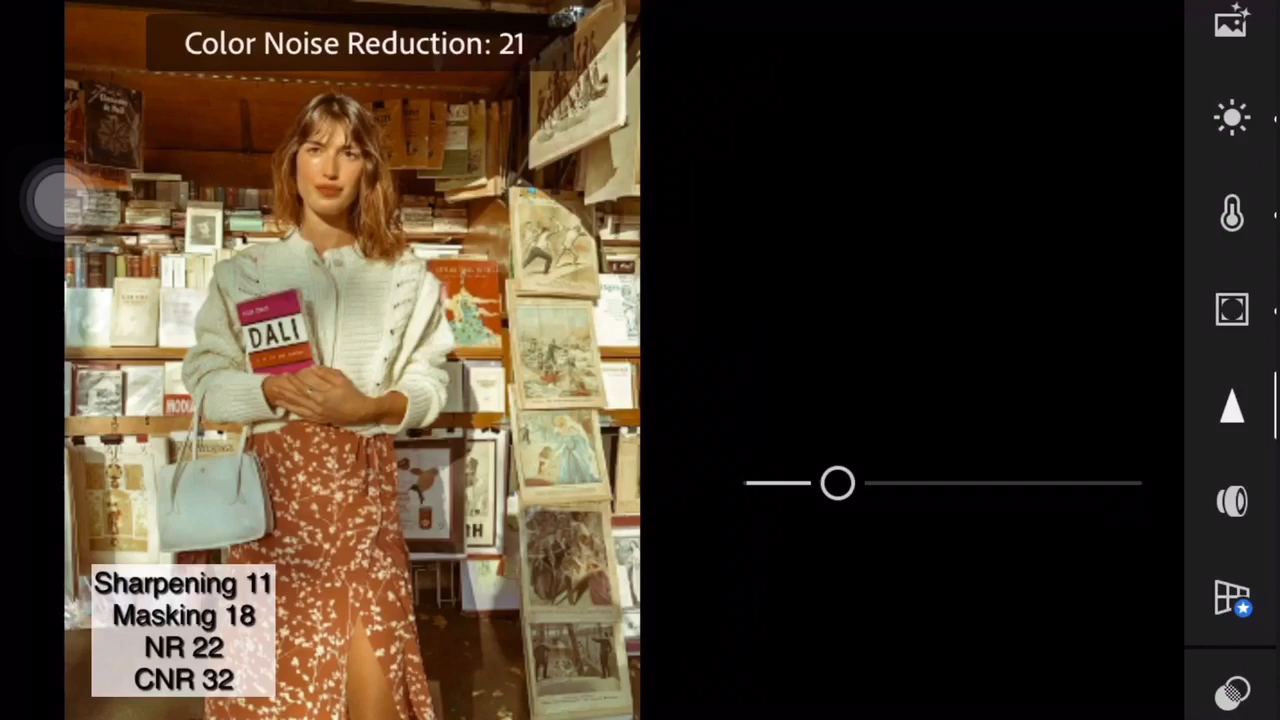 Color Noise Reduction: 21
DALI
Sharpening 11
Masking 18
NR 22
CNR 32